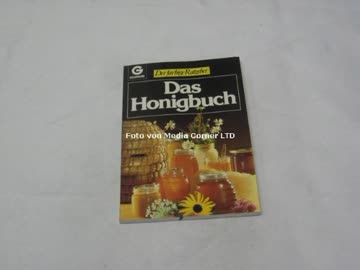 Der farbige Ratgeber
Das
Honigbuch
Foto von Media Corner LTD